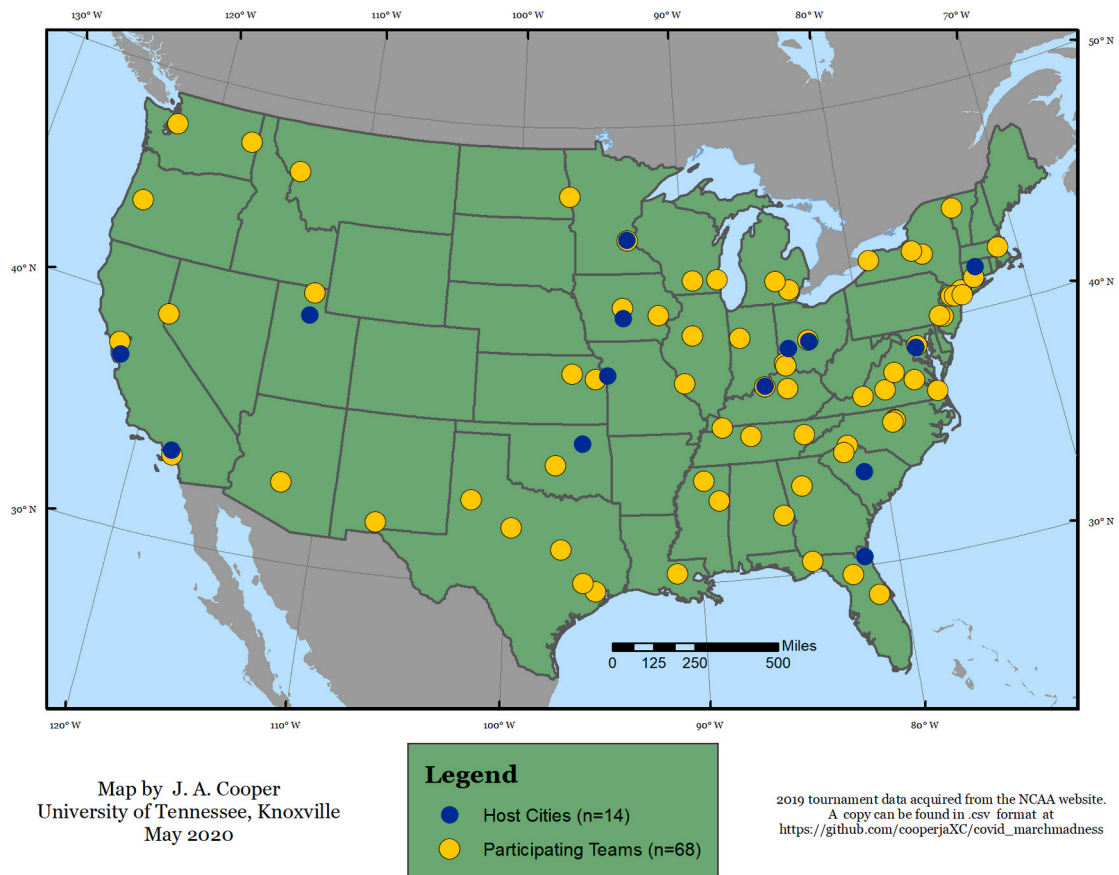 130°W 120°W 110°W 100°W 90°W 80°W 70°W
50°N
40°N 40°N
30°N 30°N
Miles
0 125 250 500
120°W 110°W 100°W 90°W 80°W
Legend
Host Cities (n=14)
Participating Teams (n=68)
Map by J. A. Cooper
University of Tennessee, Knoxville
May 2020
2019 tournament data acquired from the NCAA website.
A copy can be found in .csv format at
https://github.com/cooperjaXC/covid_marchmadness